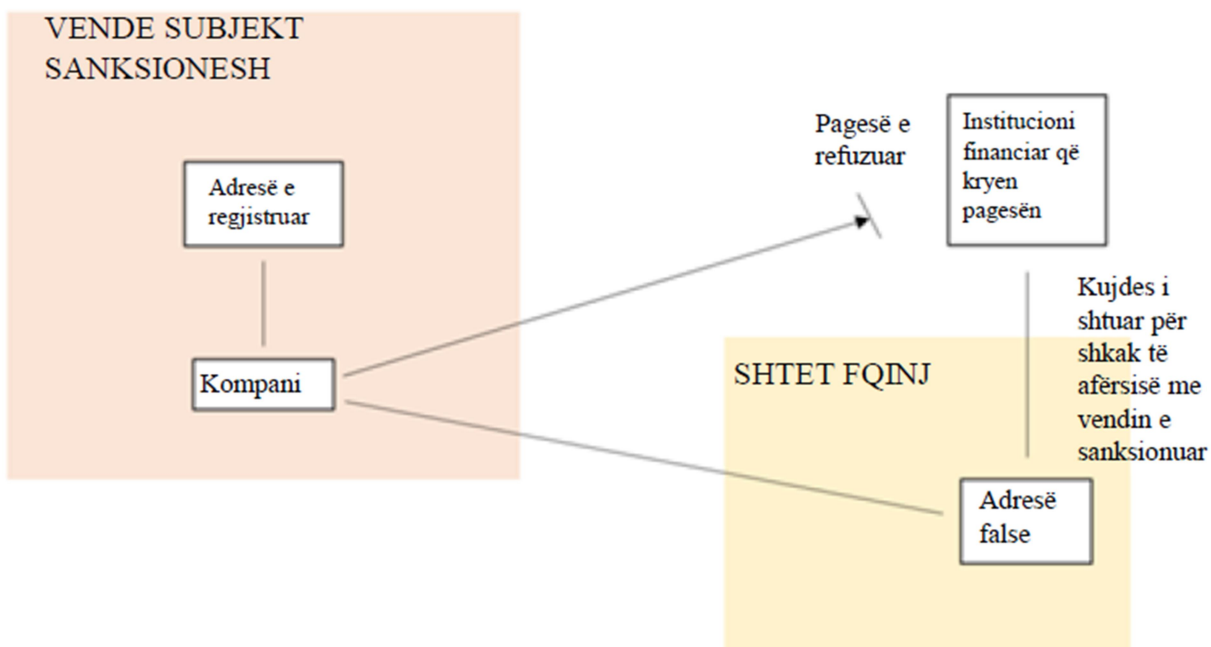 VENDE SUBJEKT
SANKSIONESH
Adresë e
regjistruar
Kompani
Pagesë e
refuzuar
Institucioni
financiar që
kryen
pagesën
Kujdes i
shtuar për
shkak të
afërsisë me
vendin e
sanksionuar
SHTET FQINJ
Adresë
false